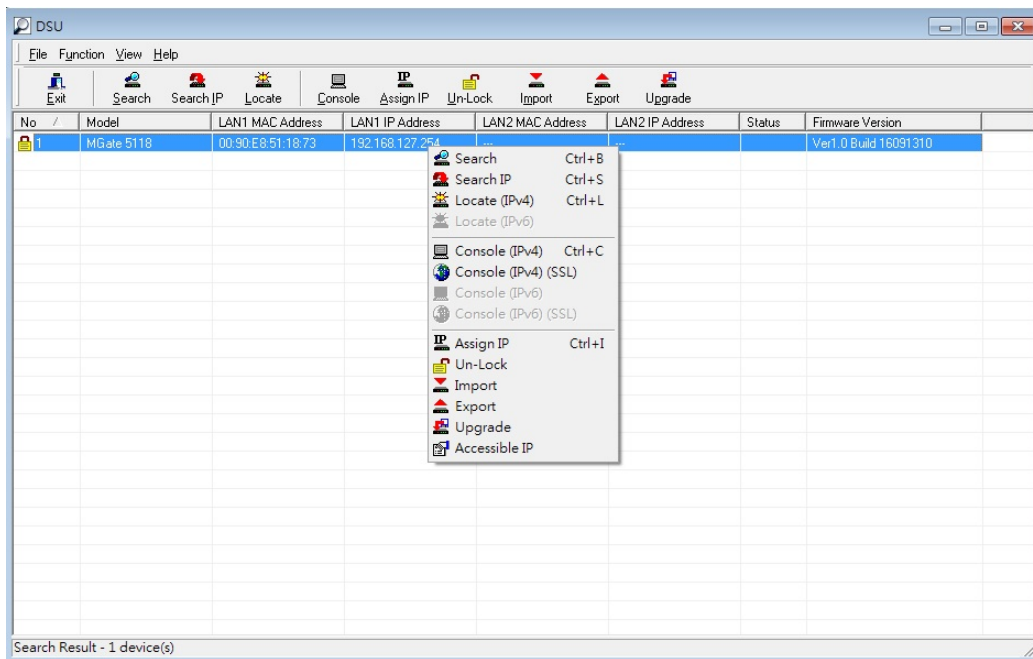 DSU
File Function View Help
Exit Search Search IP Locate Console Assign IP Un-Lock Import Export Upgrade
No Model LAN1 MAC Address LAN1 IP Address LAN2 MAC Address LAN2 IP Address Status Firmware Version
1 MGate 5118 00:90:E8:51:18:73 192.168.127.254 --- --- Ver1.0 Build 16091310
Search Ctrl+B
Search IP Ctrl+S
Locate (IPv4) Ctrl+L
Locate (IPv6)
Console (IPv4) Ctrl+C
Console (IPv4) (SSL)
Console (IPv6)
Console (IPv6) (SSL)
IP Assign IP Ctrl+I
Un-Lock
Import
Export
Upgrade
Accessible IP
Search Result - 1 device(s)